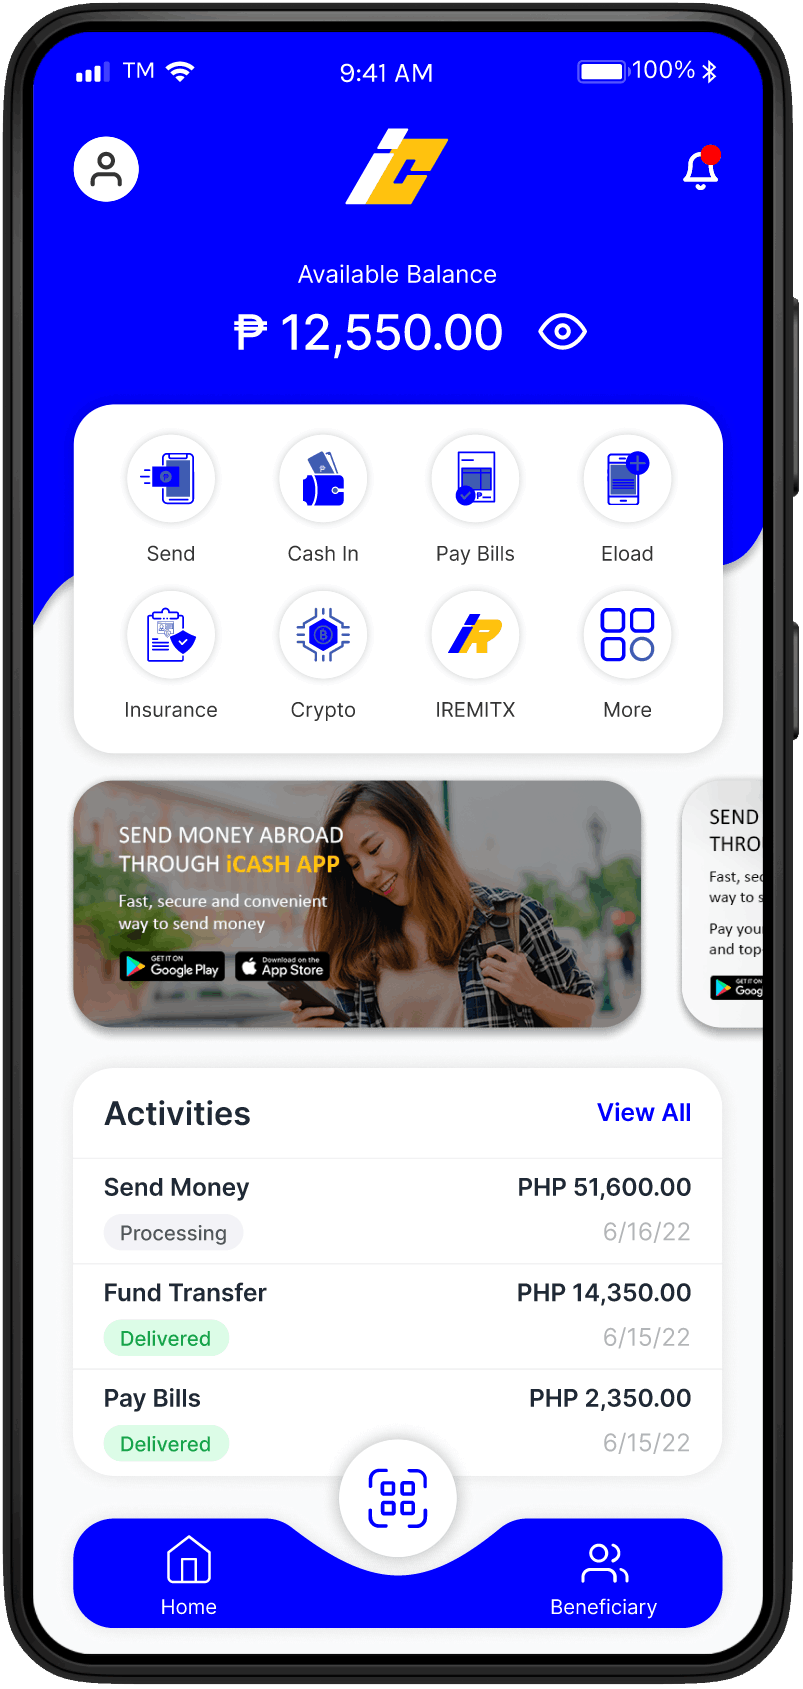 TM
9:41 AM
100%
iC
Available Balance
₱ 12,550.00
Send
Cash In
Pay Bills
Eload
Insurance
Crypto
iR
IREMITX
More
SEND MONEY ABROAD
THROUGH iCASH APP
Fast, secure and convenient
way to send money
GET IT ON
Google Play
Download on the
App Store
SEND
THRO
Fast, sec
way to s
Pay you
and top
GET IT ON
Goog
Activities
View All
Send Money
PHP 51,600.00
Processing
6/16/22
Fund Transfer
PHP 14,350.00
Delivered
6/15/22
Pay Bills
PHP 2,350.00
Delivered
6/15/22
Home
Beneficiary